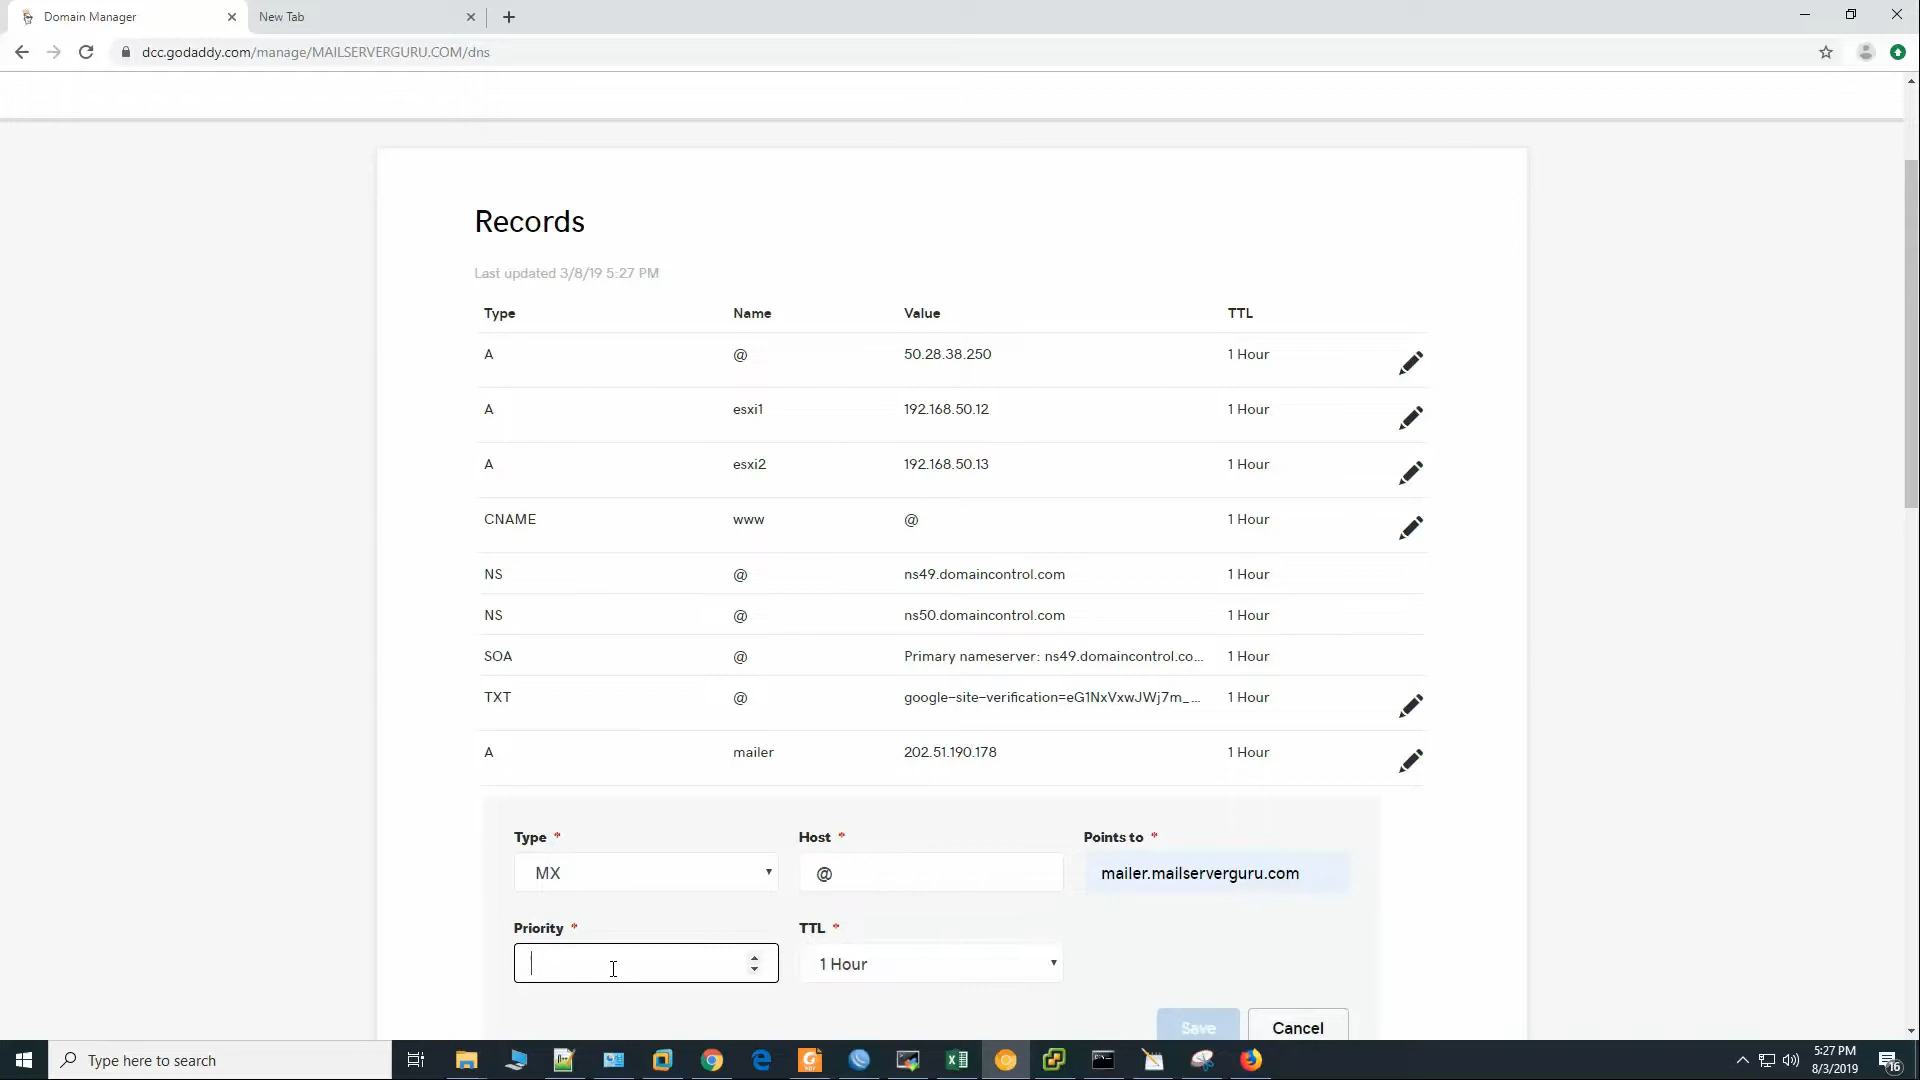 Domain Manager
New Tab
dcc.godaddy.com/manage/MAILSERVERGURU.COM/dns
Records
Last updated 3/8/19 5:27 PM
Type Name Value TTL
A @ 50.28.38.250 1 Hour
A esxi1 192.168.50.12 1 Hour
A esxi2 192.168.50.13 1 Hour
CNAME www @ 1 Hour
NS @ ns49.domaincontrol.com 1 Hour
NS @ ns50.domaincontrol.com 1 Hour
SOA @ Primary nameserver: ns49.domaincontrol.co... 1 Hour
TXT @ google-site-verification=eG1NxVxwJWj7m_... 1 Hour
A mailer 202.51.190.178 1 Hour
Type * Host * Points to *
MX @ mailer.mailserverguru.com
Priority * TTL *
1 Hour
Save Cancel
Type here to search
5:27 PM
8/3/2019
16